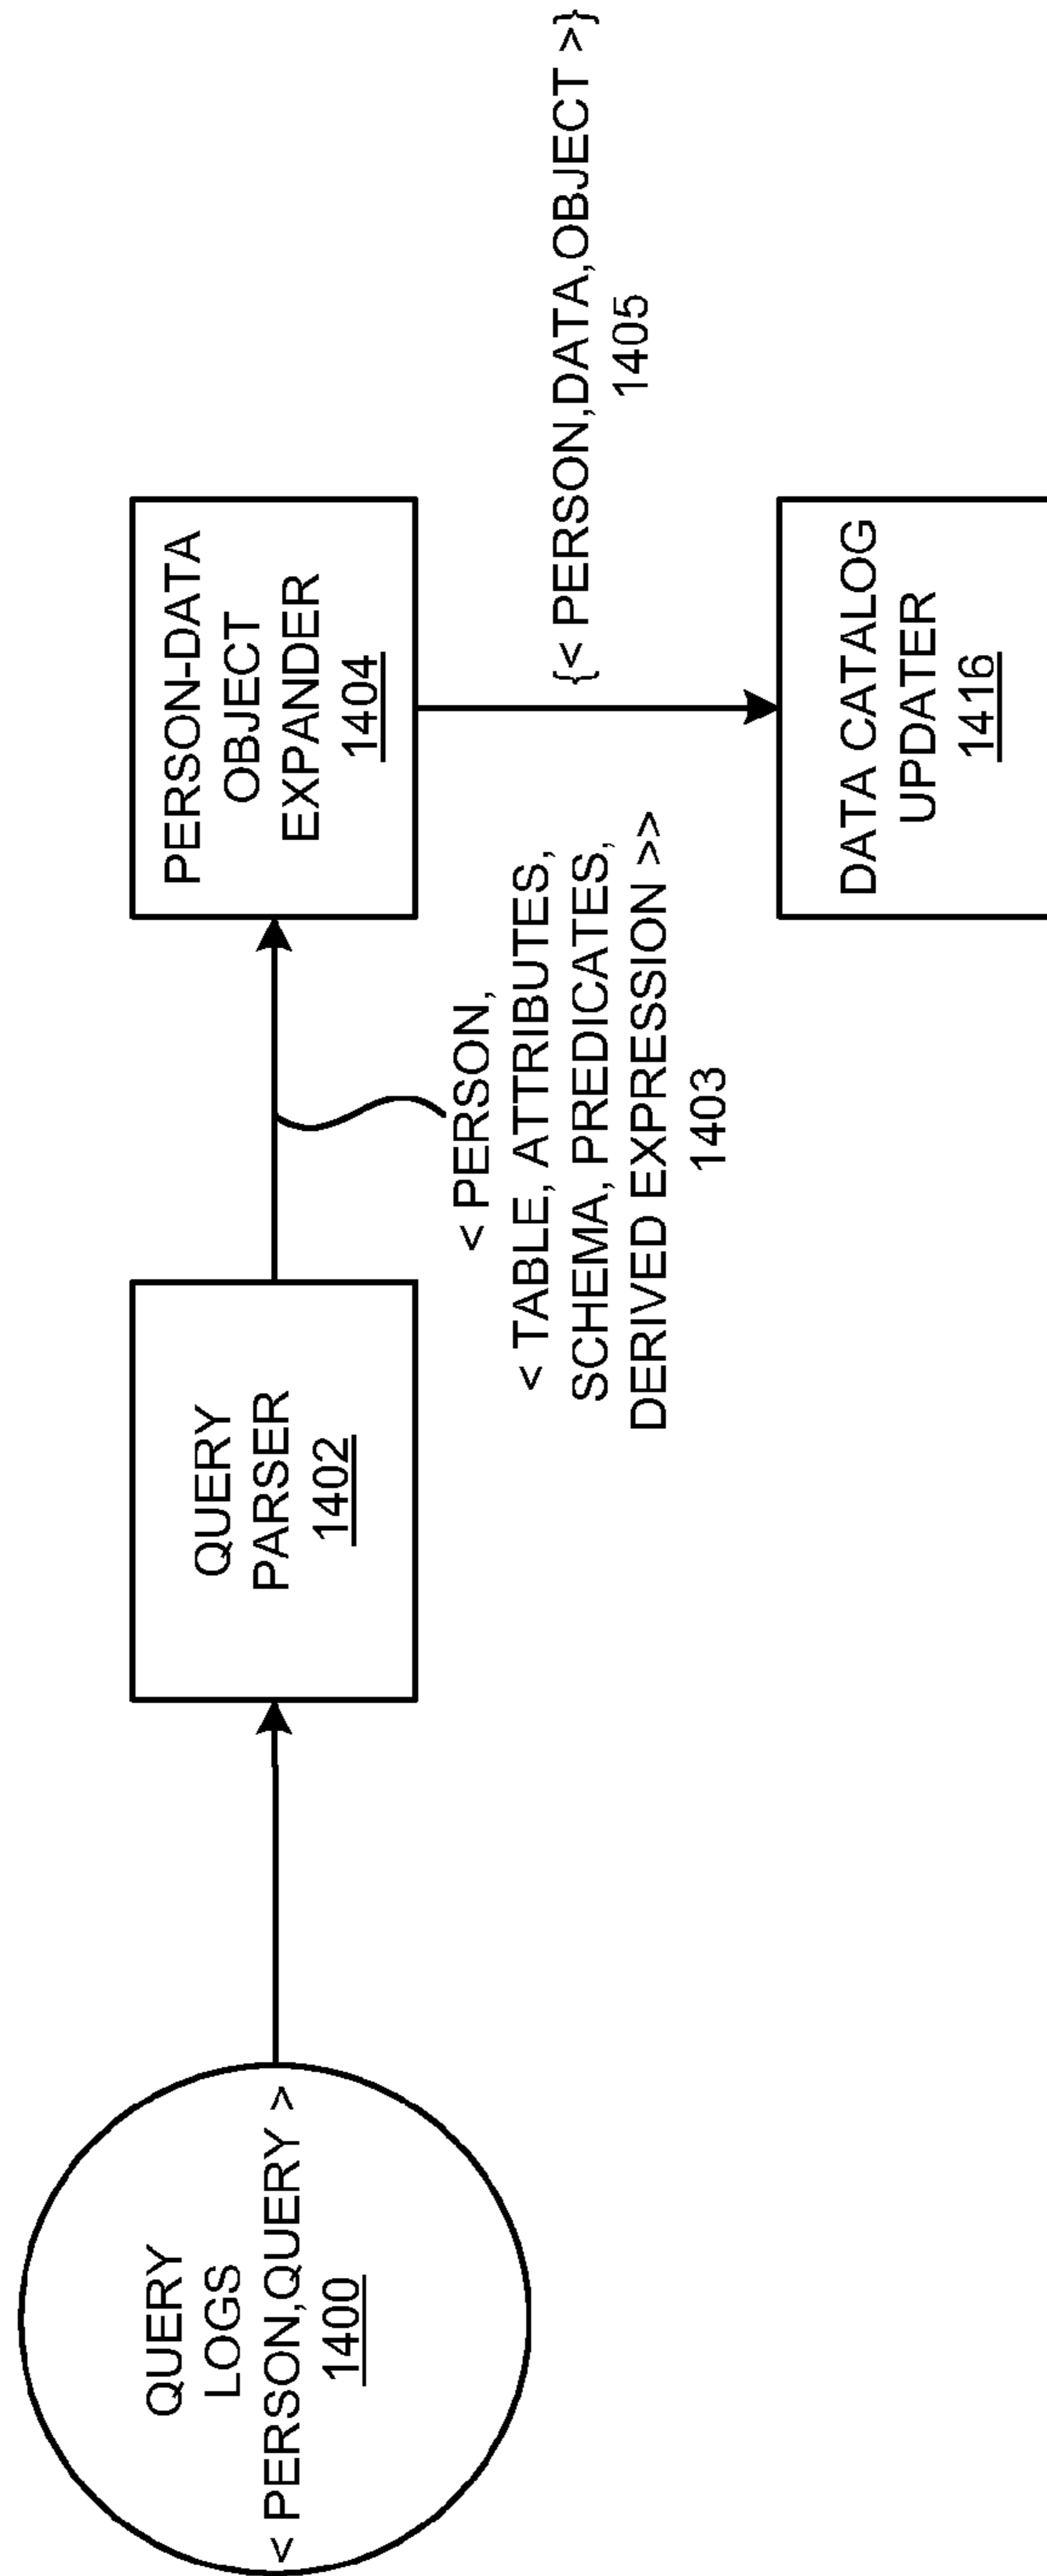 QUERY
LOGS
< PERSON,QUERY >
1400
QUERY
PARSER
1402
< PERSON,
< TABLE, ATTRIBUTES,
SCHEMA, PREDICATES,
DERIVED EXPRESSION >>
1403
PERSON-DATA
OBJECT
EXPANDER
1404
{< PERSON,DATA,OBJECT >}
1405
DATA CATALOG
UPDATER
1416